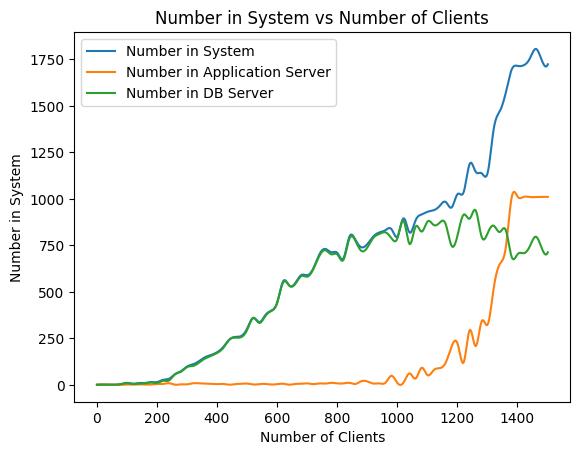 Number in System vs Number of Clients
Number in System
Number in Application Server
Number in DB Server
1750
1500
1250
1000
750
500
250
0
Number in System
0 200 400 600 800 1000 1200 1400
Number of Clients